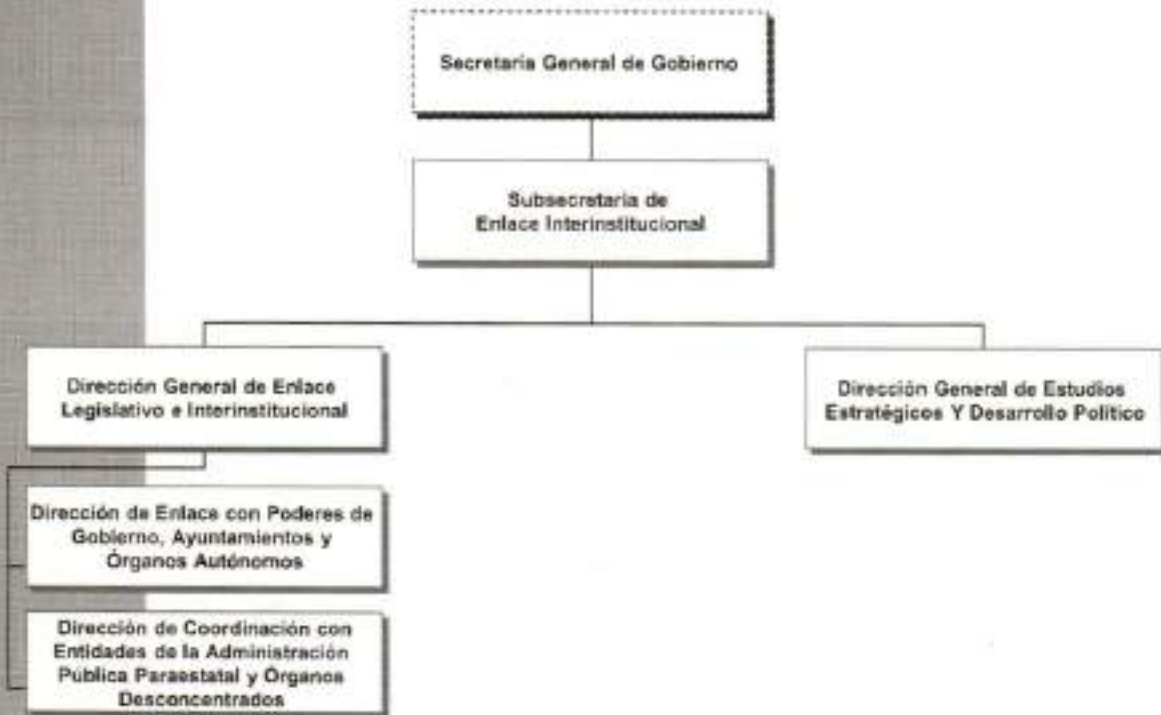 Secretaria General de Gobierno
Subsecretaria de
Enlace Interinstitucional
Dirección General de Enlace
Legislativo e Interinstitucional
Dirección General de Estudios
Estratégicos Y Desarrollo Político
Dirección de Enlace con Poderes de
Gobierno, Ayuntamientos y
Órganos Autónomos
Dirección de Coordinación con
Entidades de la Administración
Pública Paraestatal y Órganos
Desconcentrados